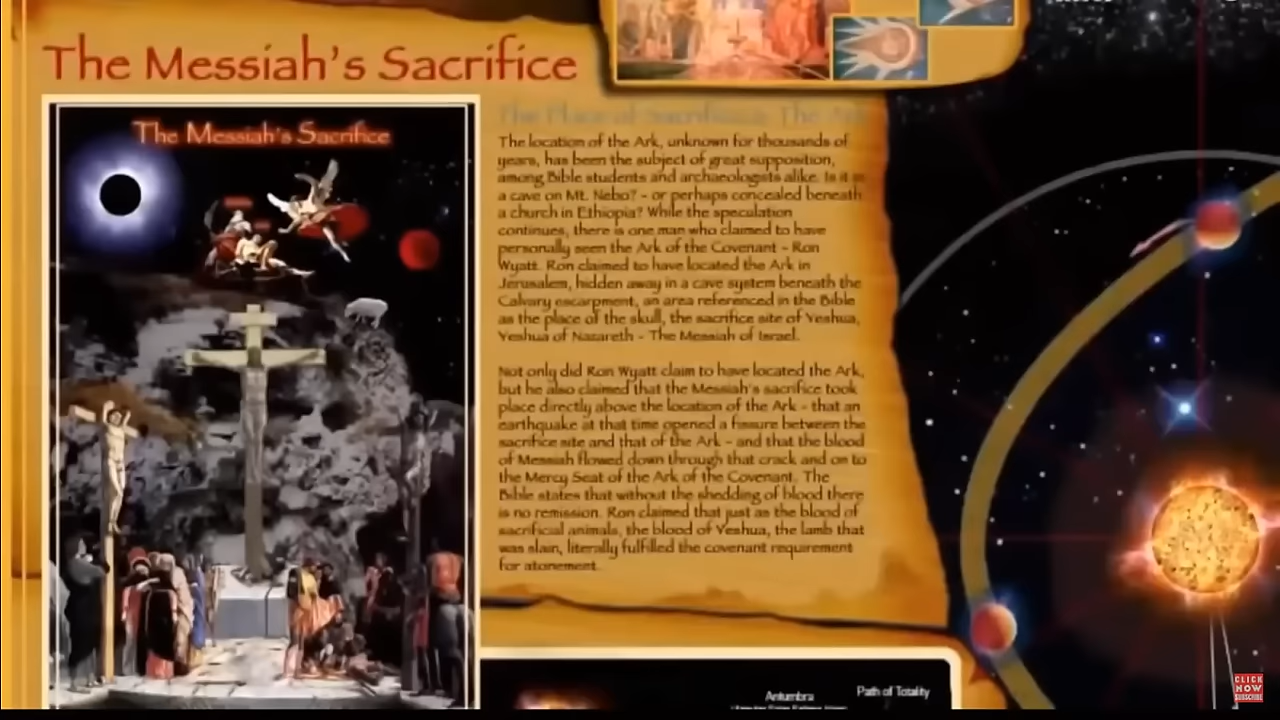 The Messiah's Sacrifice
The Messiah's Sacrifice
The Place of Sacrifice: The Ark
The location of the Ark, unknown for thousands of
years, has been the subject of great supposition,
among Bible students and archaeologists alike. Is it in
a cave on Mt. Nebo? - or perhaps concealed beneath
a church in Ethiopia? While the speculation
continues, there is one man who claimed to have
personally seen the Ark of the Covenant - Ron
Wyatt. Ron claimed to have located the Ark in
Jerusalem, hidden away in a cave system beneath the
Calvary escarpment, an area referenced in the Bible
as the place of the skull, the sacrifice site of Yeshua,
Yeshua of Nazareth - The Messiah of Israel.
Not only did Ron Wyatt claim to have located the Ark,
but he also claimed that the Messiah's sacrifice took
place directly above the location of the Ark - that an
earthquake at that time opened a fissure between the
sacrifice site and that of the Ark - and that the blood
of Messiah flowed down through that crack and on to
the Mercy Seat of the Ark of the Covenant. The
Bible states that without the shedding of blood there
is no remission. Ron claimed that just as the blood of
sacrificial animals, the blood of Yeshua, the lamb that
was slain, literally fulfilled the covenant requirement
for atonement.
Antumbra
Path of Totality
CLICK
NOW
SUBSCRIBE